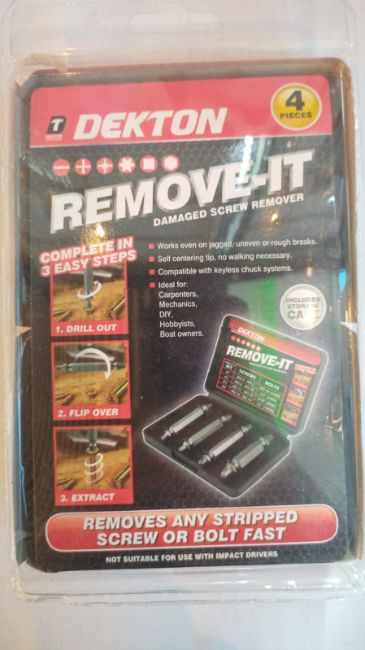 T DEKTON
4
PIECES
REMOVE-IT
DAMAGED SCREW REMOVER
COMPLETE IN
3 EASY STEPS
1. DRILL OUT
2. FLIP OVER
3. EXTRACT
Works even on jagged, uneven or rough breaks.
Self centering tip, no walking necessary.
Compatible with keyless chuck systems.
Ideal for:
Carpenters,
Mechanics,
DIY,
Hobbyists,
Boat owners.
INCLUDES
STORAGE
CASE
DEKTON
REMOVE-IT
BIT SCREWS BOLTS
REMOVES ANY STRIPPED
SCREW OR BOLT FAST
NOT SUITABLE FOR USE WITH IMPACT DRIVERS